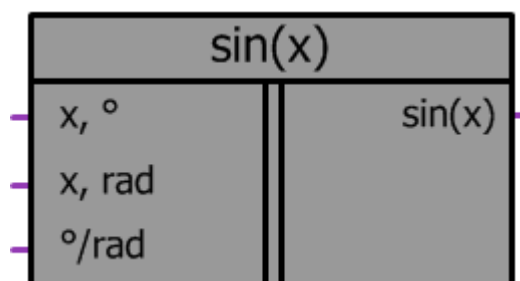 sin(x)
x, °
sin(x)
x, rad
°/rad